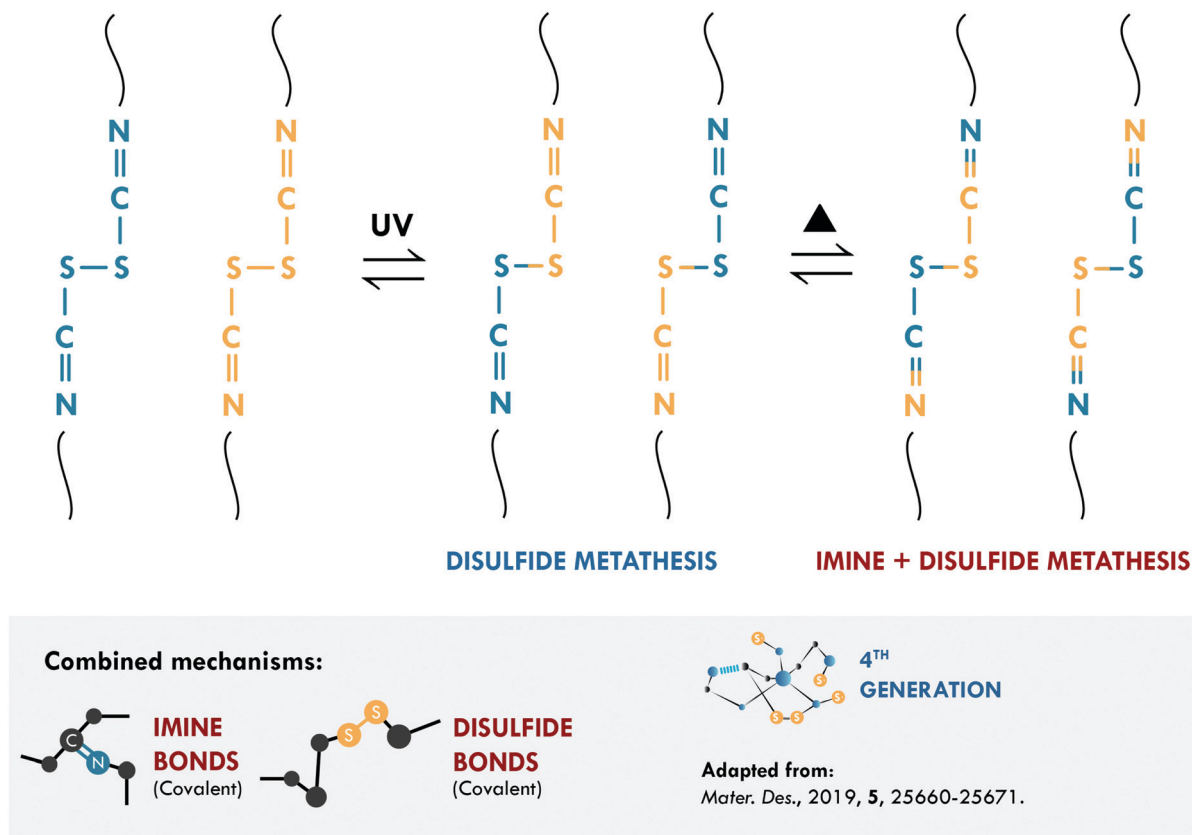 N N N N N N
C C C C C C
UV
S S S S S S S S S S S S
C C C C C C
N N N N N N
DISULFIDE METATHESIS
IMINE + DISULFIDE METATHESIS
Combined mechanisms:
C
N
IMINE
BONDS
(Covalent)
S
S
DISULFIDE
BONDS
(Covalent)
S
S
S
S S
4TH
GENERATION
Adapted from:
Mater. Des., 2019, 5, 25660-25671.